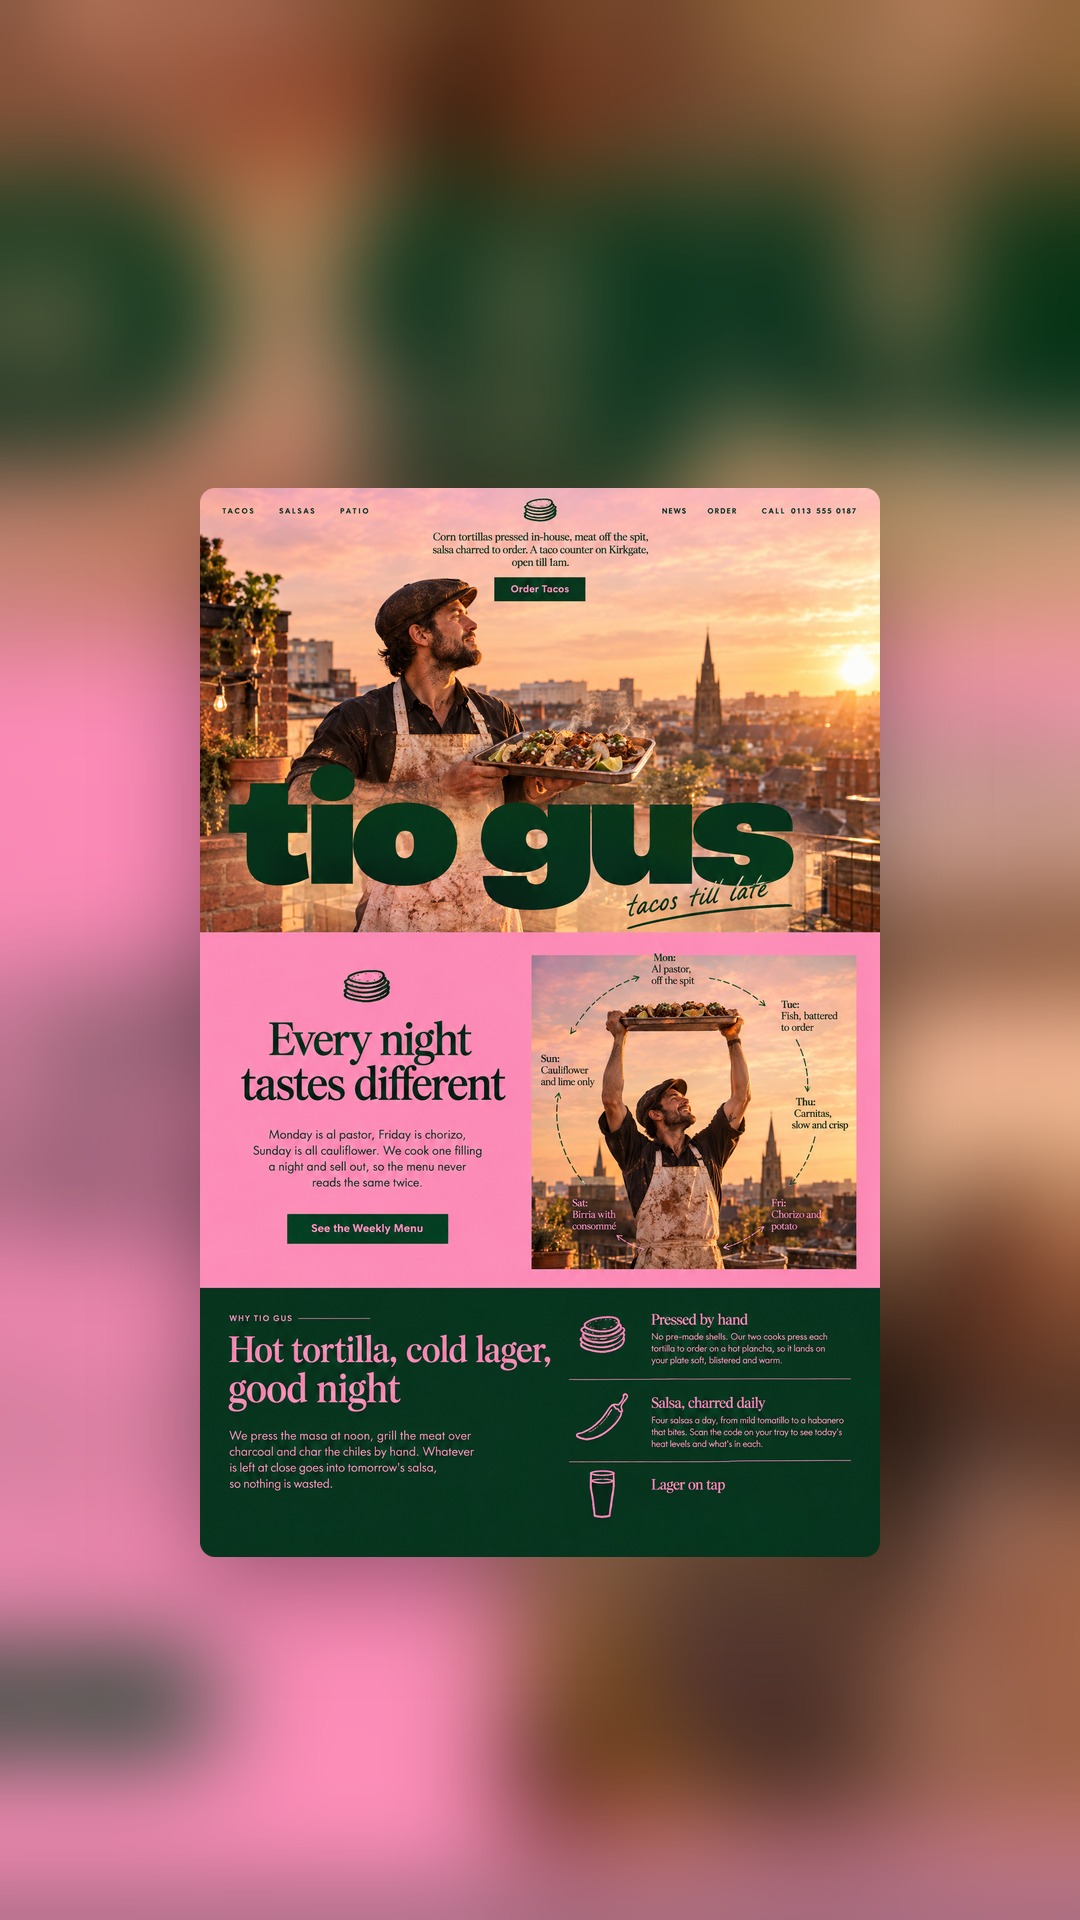 TACOS SALSAS PATIO NEWS ORDER CALL 0113 555 0187
Corn tortillas pressed in-house, meat off the spit,
salsa charred to order. A taco counter on Kirkgate,
open till 1am.
Order Tacos
tio gus
tacos till late
Every night
tastes different
Monday is al pastor, Friday is chorizo,
Sunday is all cauliflower. We cook one filling
a night and sell out, so the menu never
reads the same twice.
See the Weekly Menu
Mon:
Al pastor,
off the spit
Tue:
Fish, battered
to order
Thu:
Carnitas,
slow and crisp
Fri:
Chorizo and
potato
Sat:
Birria with
consommé
Sun:
Cauliflower
and lime only
WHY TIO GUS
Hot tortilla, cold lager,
good night
We press the masa at noon, grill the meat over
charcoal and char the chiles by hand. Whatever
is left at close goes into tomorrow's salsa,
so nothing is wasted.
Pressed by hand
No pre-made shells. Our two cooks press each
tortilla to order on a hot plancha, so it lands on
your plate soft, blistered and warm.
Salsa, charred daily
Four salsas a day, from mild tomatillo to a habanero
that bites. Scan the code on your tray to see today's
heat levels and what's in each.
Lager on tap